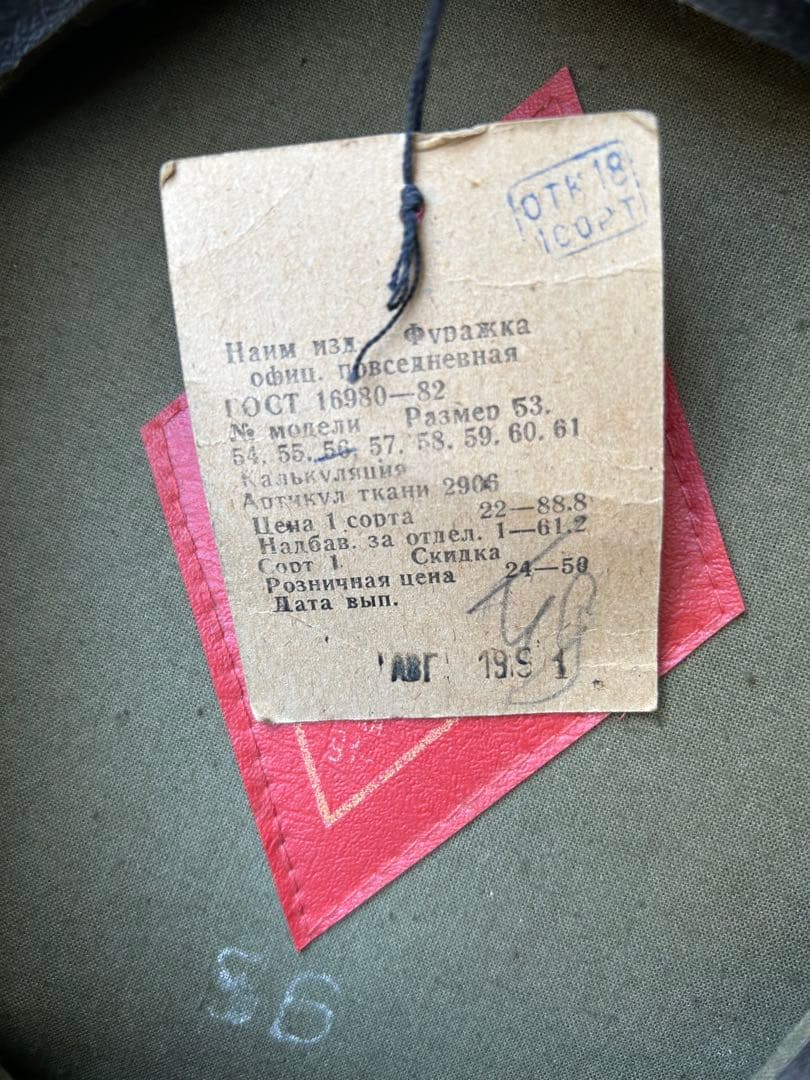 ОТК 18
I СОРТ
Наим изд. Фуражка
офиц. повседневная
ГОСТ 16980—82
№ модели Размер 53.
54. 55. 56. 57. 58. 59. 60. 61
Калькуляция
Артикул ткани 2906
Цена 1 сорта 22—88.8
Надбав. за отдел. 1—61.2
Сорт 1. Скидка
Розничная цена 24—50
Дата вып.
АВГ 1991
56